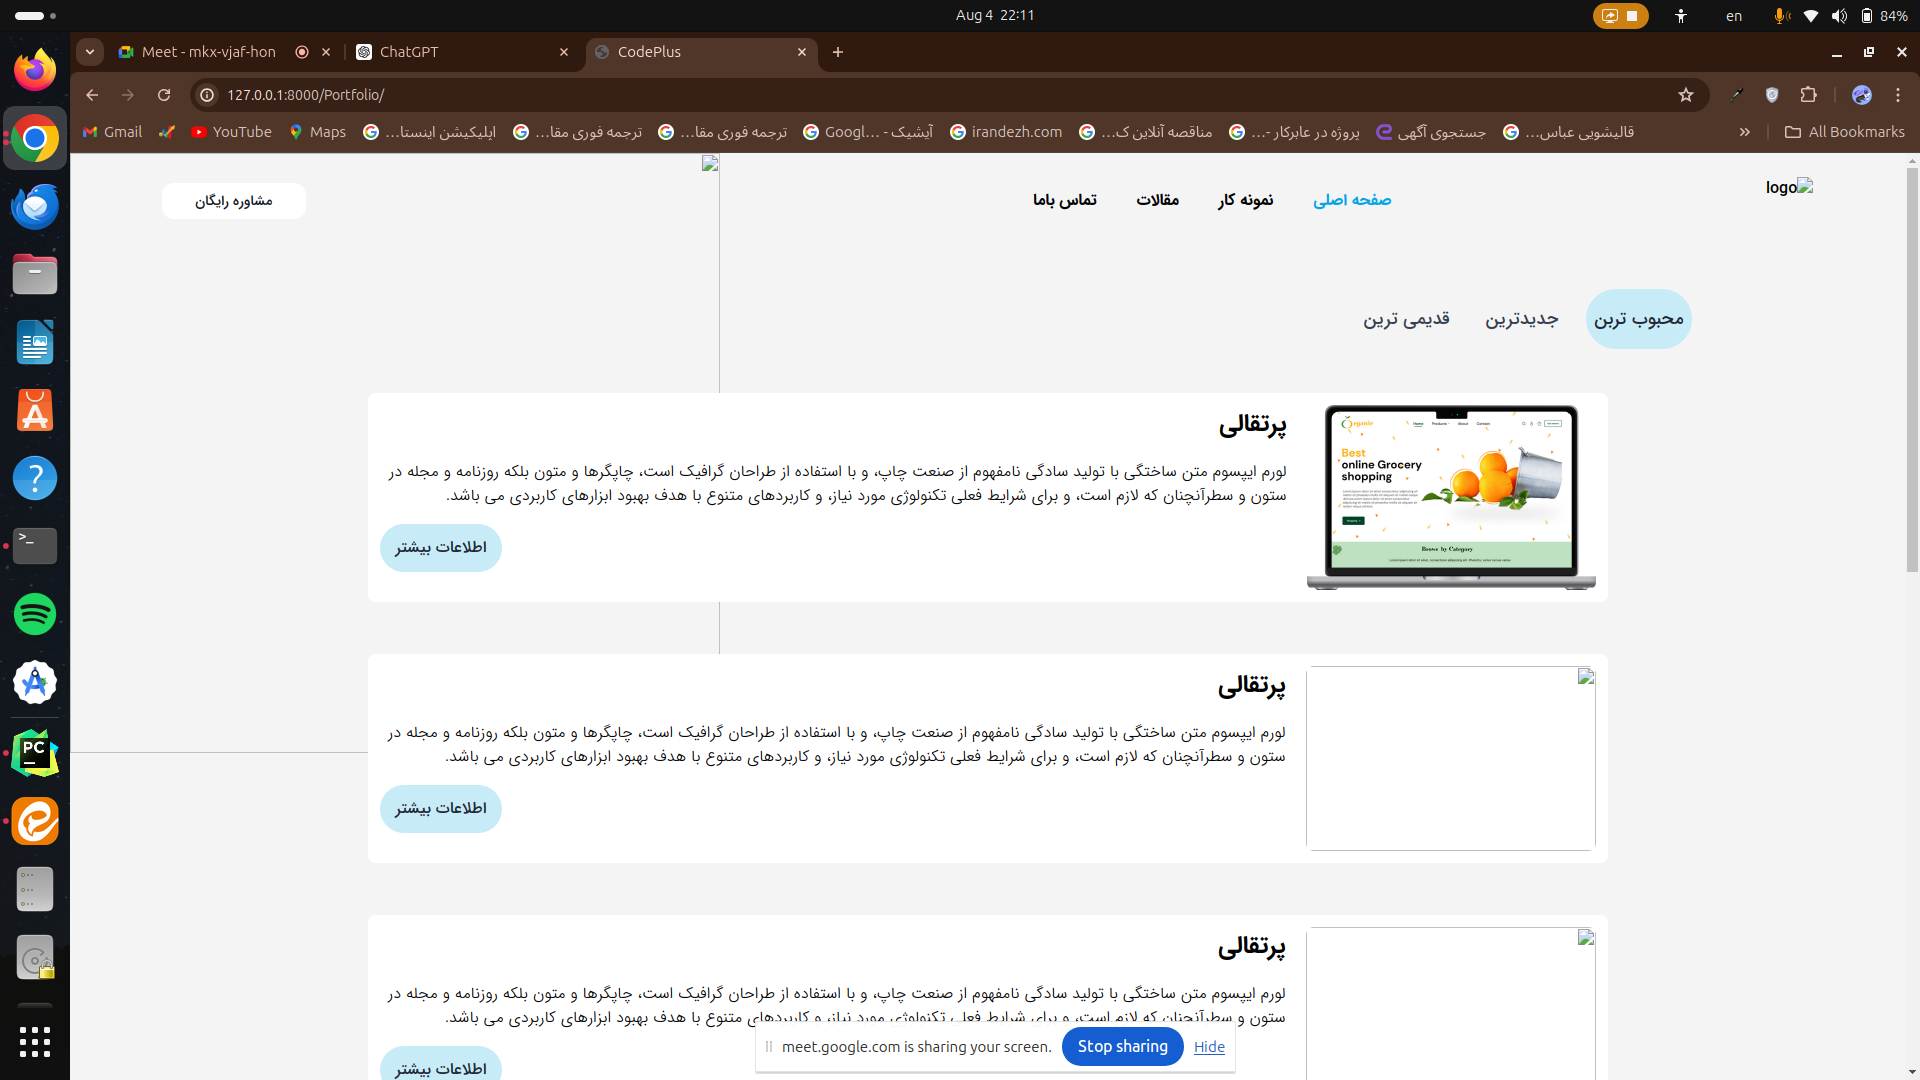 Aug 4 22:11
en
84%
Meet - mkx-vjaf-hon
ChatGPT
CodePlus
127.0.0.1:8000/Portfolio/
Gmail
YouTube
Maps
اپلیکیشن اینستا...
ترجمه فوری مقا...
ترجمه فوری مقا...
آیشیک - Googl...
irandezh.com
مناقصه آنلاین ک...
پروژه در عابرکار -...
جستجوی آگهی
قالیشویی عباس...
All Bookmarks
logo
صفحه اصلی
نمونه کار
مقالات
تماس باما
مشاوره رایگان
محبوب ترین
جدیدترین
قدیمی ترین
پرتقالی
لورم ایپسوم متن ساختگی با تولید سادگی نامفهوم از صنعت چاپ، و با استفاده از طراحان گرافیک است، چاپگرها و متون بلکه روزنامه و مجله در
ستون و سطرآنچنان که لازم است، و برای شرایط فعلی تکنولوژی مورد نیاز، و کاربردهای متنوع با هدف بهبود ابزارهای کاربردی می باشد.
اطلاعات بیشتر
Home
Products
About
Contact
Best
online Grocery
shopping
Browse by Category
پرتقالی
لورم ایپسوم متن ساختگی با تولید سادگی نامفهوم از صنعت چاپ، و با استفاده از طراحان گرافیک است، چاپگرها و متون بلکه روزنامه و مجله در
ستون و سطرآنچنان که لازم است، و برای شرایط فعلی تکنولوژی مورد نیاز، و کاربردهای متنوع با هدف بهبود ابزارهای کاربردی می باشد.
اطلاعات بیشتر
پرتقالی
لورم ایپسوم متن ساختگی با تولید سادگی نامفهوم از صنعت چاپ، و با استفاده از طراحان گرافیک است، چاپگرها و متون بلکه روزنامه و مجله در
ستون و سطرآنچنان که لازم است، و برای شرایط فعلی تکنولوژی مورد نیاز، و کاربردهای متنوع با هدف بهبود ابزارهای کاربردی می باشد.
اطلاعات بیشتر
meet.google.com is sharing your screen.
Stop sharing
Hide
PC